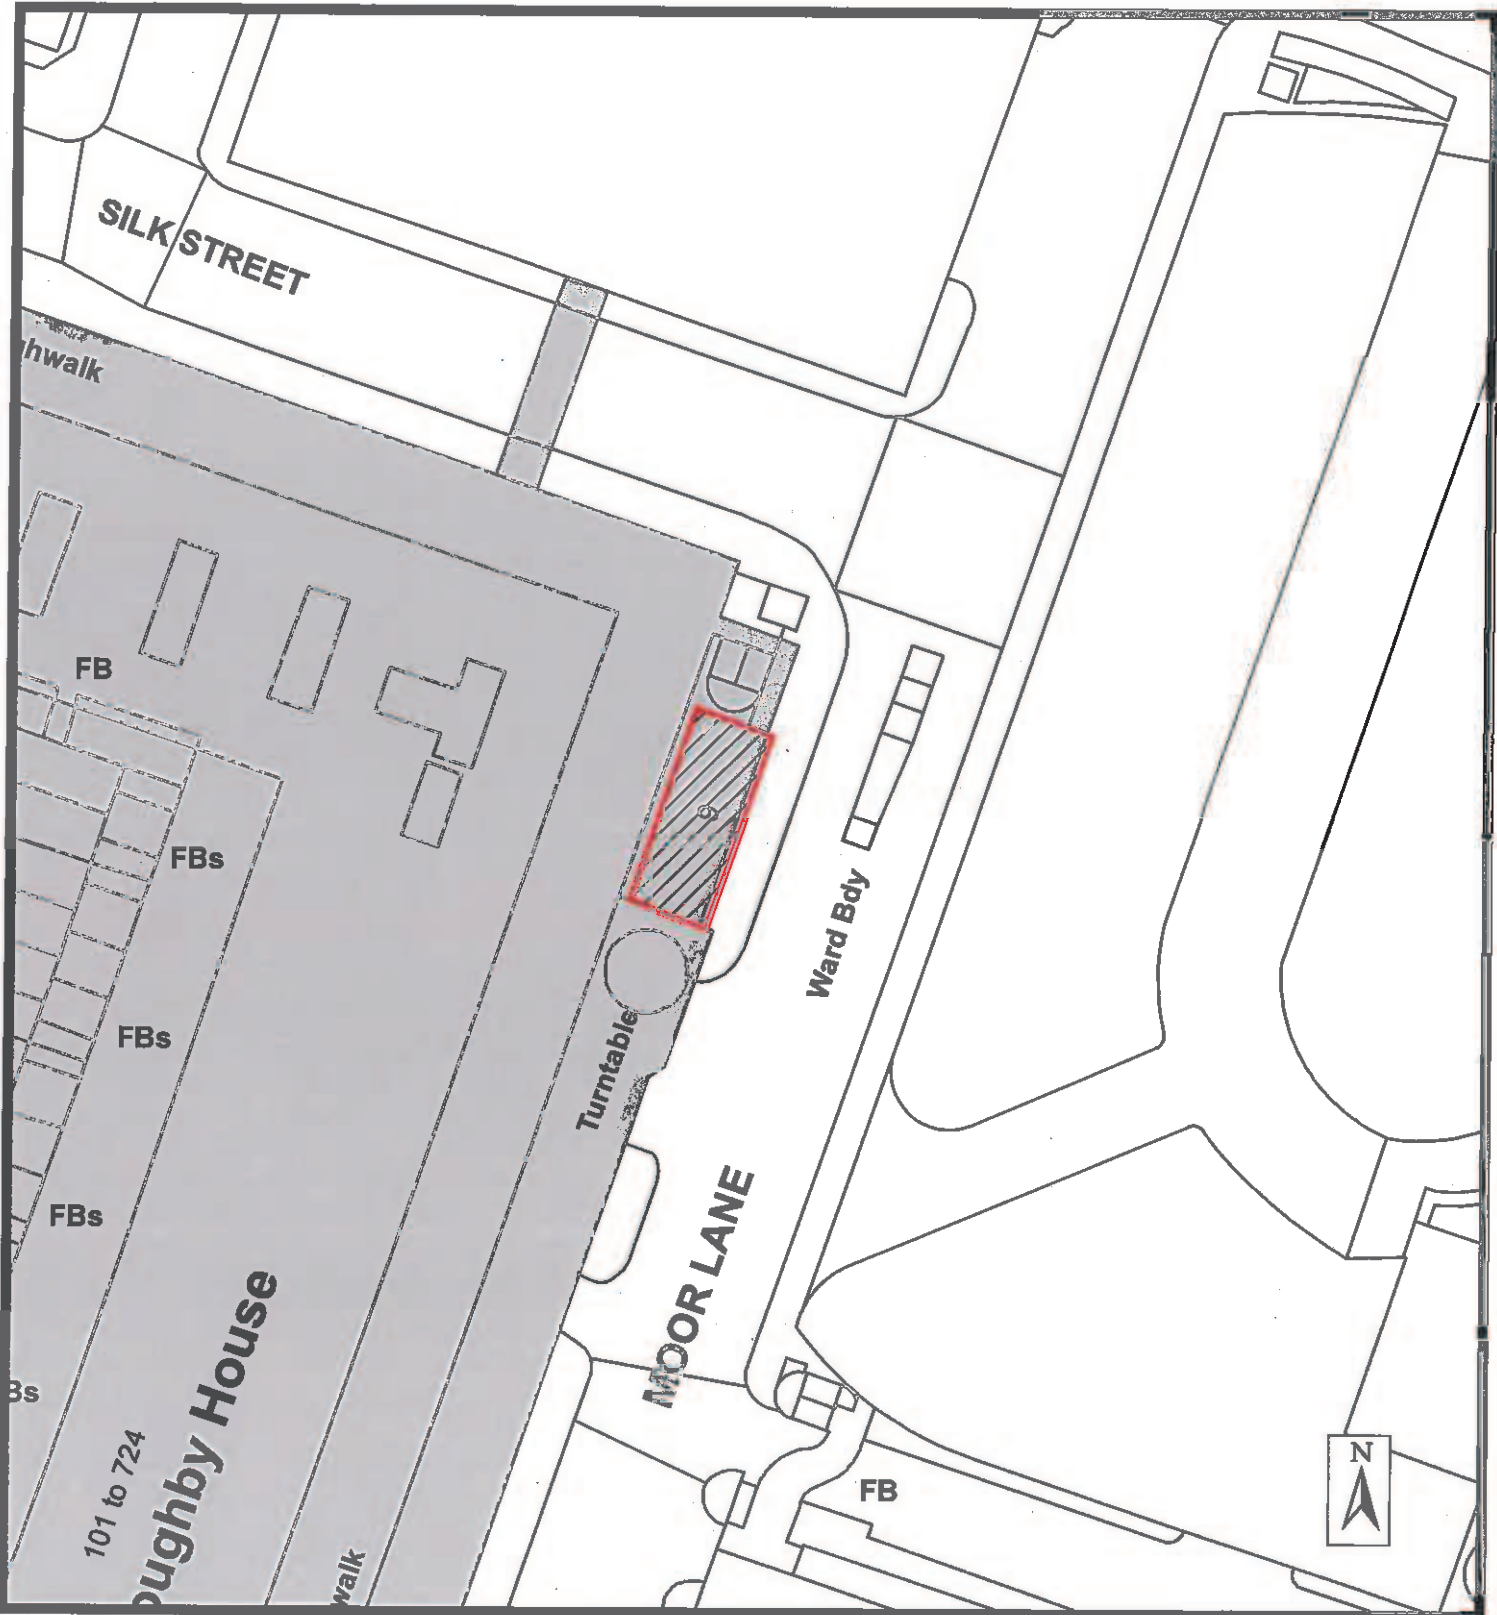 SILK STREET
hwalk
FB
FBs
9
Ward Bdy
FBs
Turntable
FBs
MOOR LANE
oughby House
Bs
101 to 724
walk
FB
N